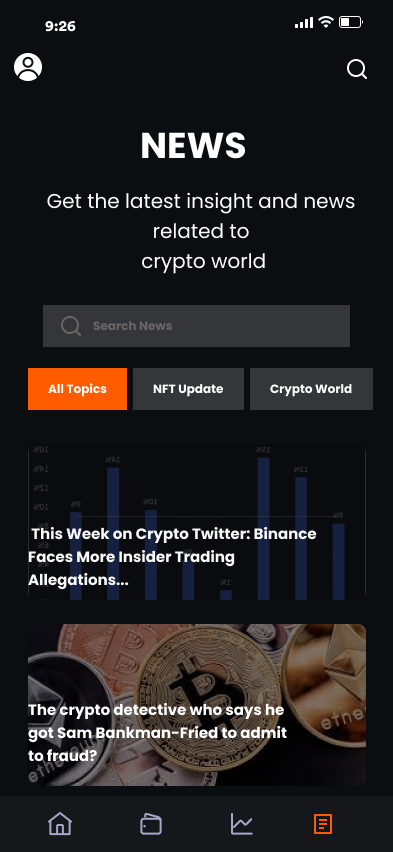 9:26
NEWS
Get the latest insight and news
related to
crypto world
Search News
All Topics
NFT Update
Crypto World
This Week on Crypto Twitter: Binance
Faces More Insider Trading
Allegations...
The crypto detective who says he
got Sam Bankman-Fried to admit
to fraud?